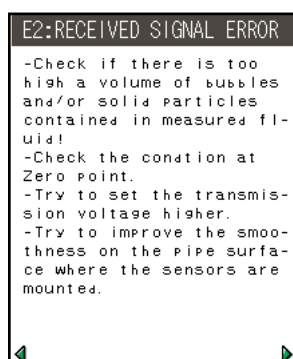 E2:RECEIVED SIGNAL ERROR
-Check if there is too
high a volume of bubbles
and/or solid particles
contained in measured fl-
uid!
-Check the condation at
Zero point.
-Try to set the transmis-
sion voltage higher.
-Try to improve the smoo-
thness on the pipe surfa-
ce where the sensors are
mounted.